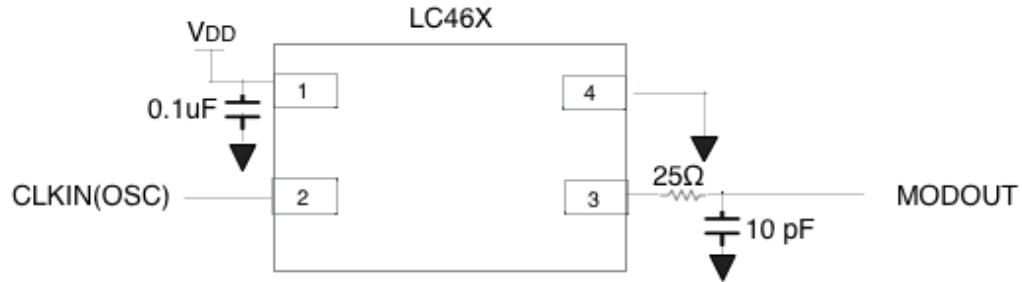 LC46X
VDD
1
4
0.1uF
CLKIN(OSC)
2
3
25Ω
MODOUT
10 pF